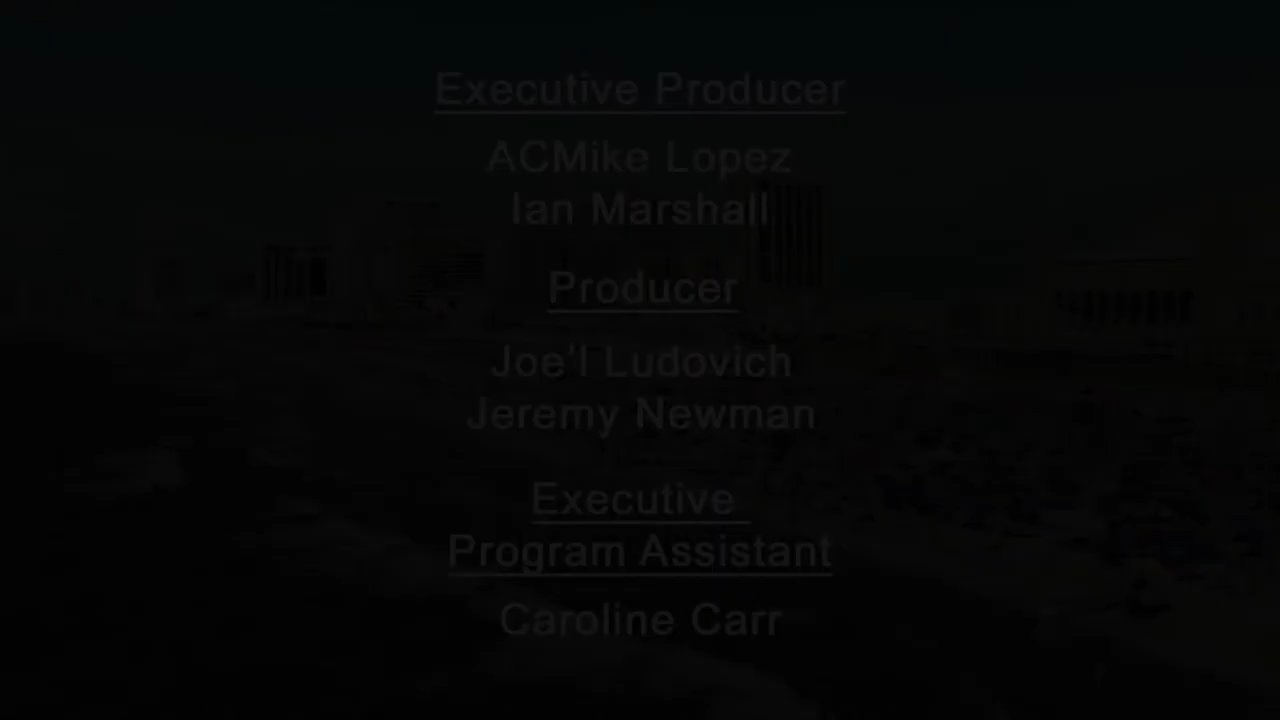 Executive Producer
ACMike Lopez
Ian Marshall
Producer
Joe'l Ludovich
Jeremy Newman
Executive
Program Assistant
Caroline Carr